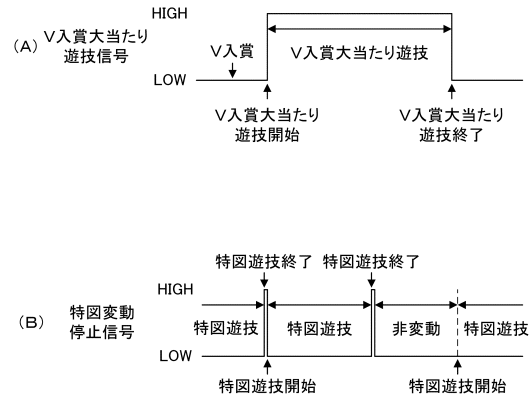 (A)
V入賞大当たり
遊技信号
HIGH
LOW
V入賞
V入賞大当たり遊技
V入賞大当たり
遊技開始
V入賞大当たり
遊技終了
(B)
特図変動
停止信号
特図遊技終了
特図遊技終了
HIGH
LOW
特図遊技
特図遊技
非変動
特図遊技
特図遊技開始
特図遊技開始